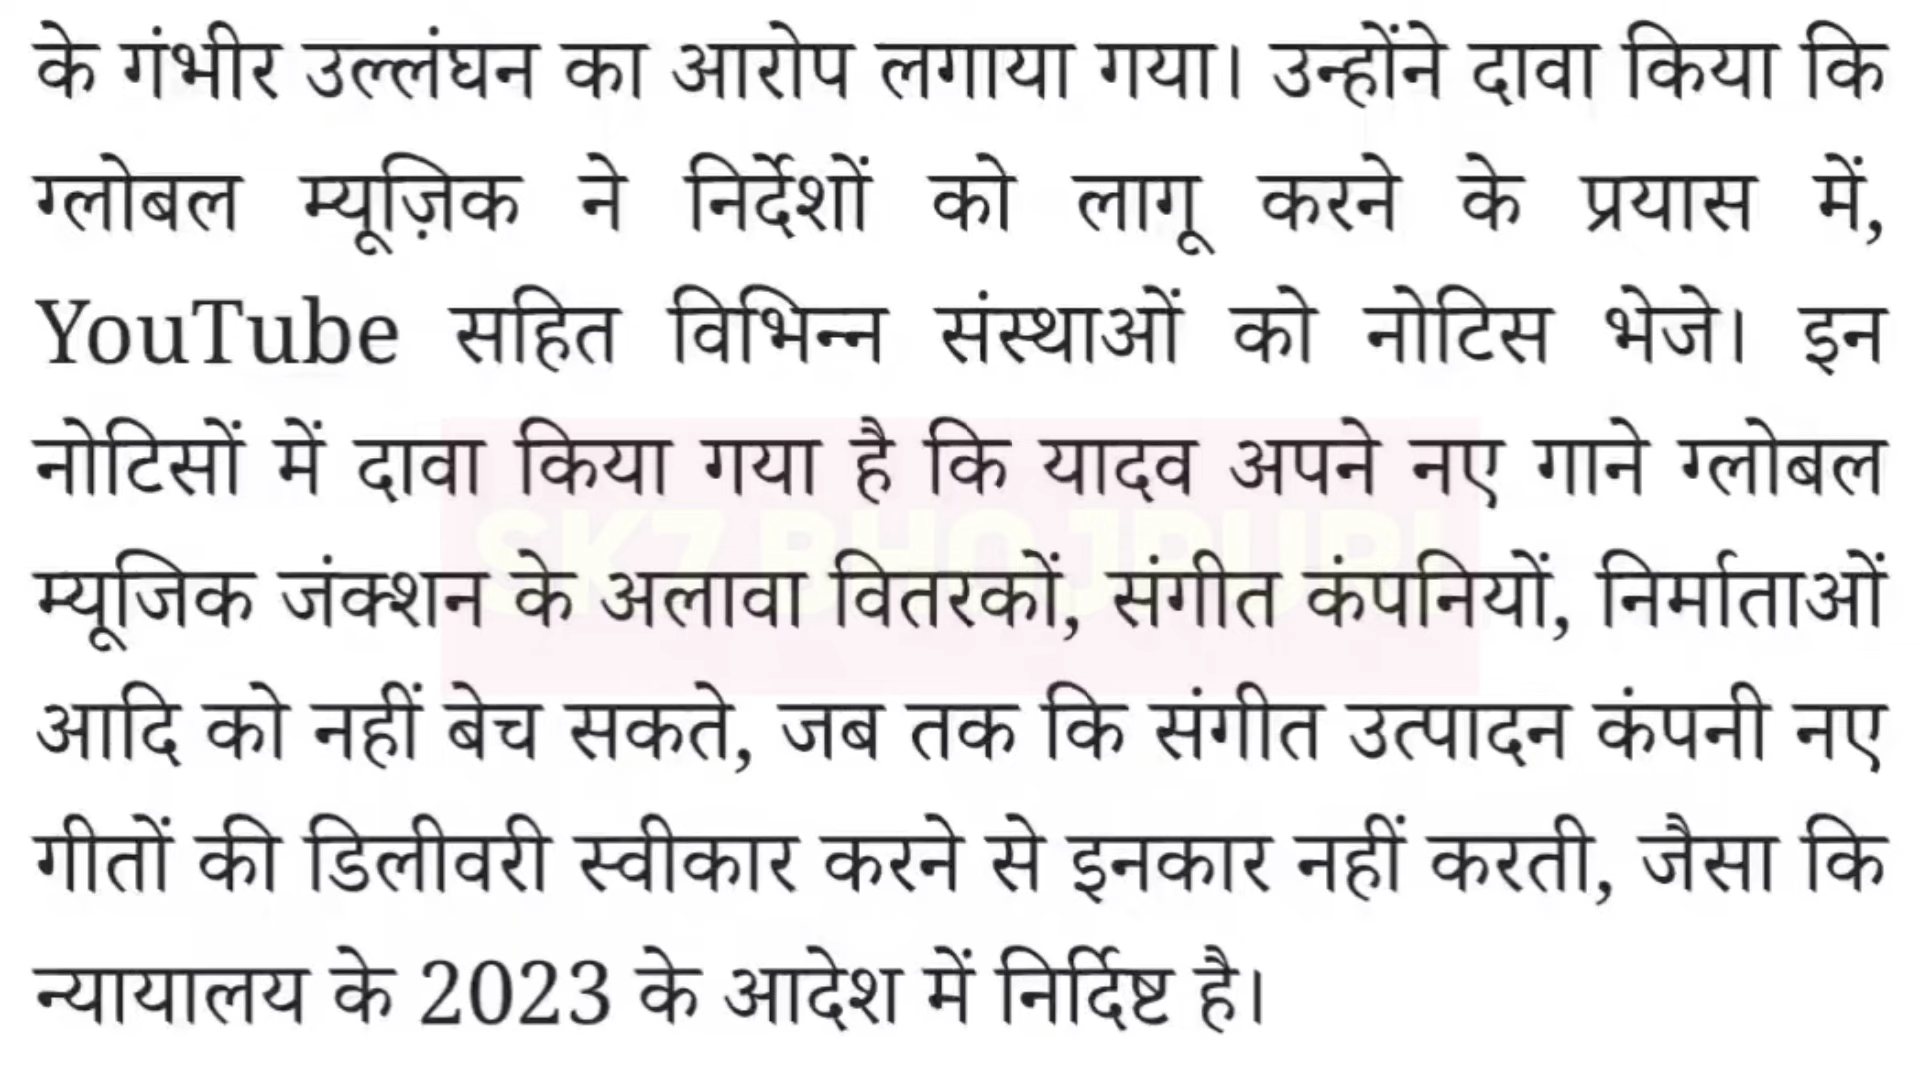 के गंभीर उल्लंघन का आरोप लगाया गया। उन्होंने दावा किया कि
ग्लोबल म्यूज़िक ने निर्देशों को लागू करने के प्रयास में,
YouTube सहित विभिन्न संस्थाओं को नोटिस भेजे। इन
नोटिसों में दावा किया गया है कि यादव अपने नए गाने ग्लोबल
SK7 BHOJPURI
म्यूजिक जंक्शन के अलावा वितरकों, संगीत कंपनियों, निर्माताओं
आदि को नहीं बेच सकते, जब तक कि संगीत उत्पादन कंपनी नए
गीतों की डिलीवरी स्वीकार करने से इनकार नहीं करती, जैसा कि
न्यायालय के 2023 के आदेश में निर्दिष्ट है।